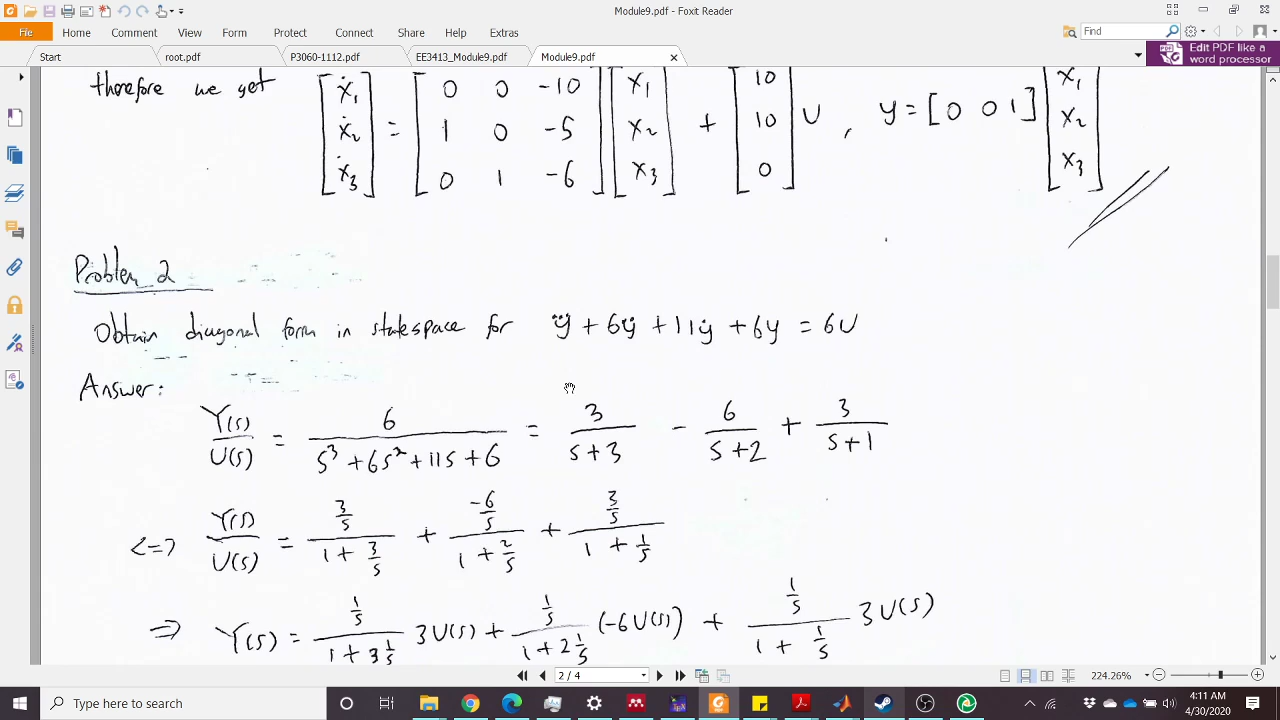 Module9.pdf - Foxit Reader
File Home Comment View Form Protect Connect Share Help Extras
Find
Start root.pdf P3060-1112.pdf EE3413_Module9.pdf Module9.pdf
Edit PDF like a word processor
therefore we get [ẋ₁ ẋ₂ ẋ₃] = [0 0 -10; 1 0 -5; 0 1 -6] [x₁ x₂ x₃] + [10 10 0] U , y = [0 0 1] [x₁ x₂ x₃]
Problem 2
Obtain diagonal form in statespace for y⃛ + 6ÿ + 11ẏ + 6y = 6U
Answer:
Y(s)/U(s) = 6/(s³+6s²+11s+6) = 3/(s+3) - 6/(s+2) + 3/(s+1)
<=> Y(s)/U(s) = (3/s)/(1+3/s) + (-6/s)/(1+2/s) + (3/s)/(1+1/s)
=> Y(s) = (1/s)/(1+3 1/s) 3U(s) + (1/s)/(1+2 1/s) (-6U(s)) + (1/s)/(1+1/s) 3U(s)
2 / 4
224.26%
Type here to search
4:11 AM
4/30/2020